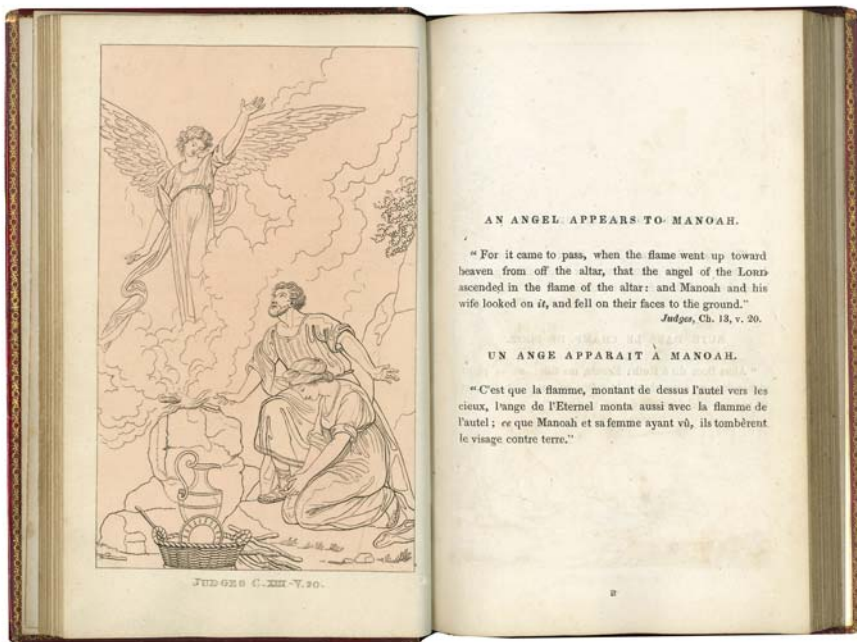 JUDGES C.XIII-V.20.
AN ANGEL APPEARS TO MANOAH.
“For it came to pass, when the flame went up toward
heaven from off the altar, that the angel of the LORD
ascended in the flame of the altar: and Manoah and his
wife looked on it, and fell on their faces to the ground.”
Judges, Ch. 13, v. 20.
UN ANGE APPARAIT A MANOAH.
“C'est que la flamme, montant de dessus l'autel vers les
cieux, l'ange de l'Eternel monta aussi avec la flamme de
l'autel; ce que Manoah et sa femme ayant vû, ils tombèrent
le visage contre terre.”